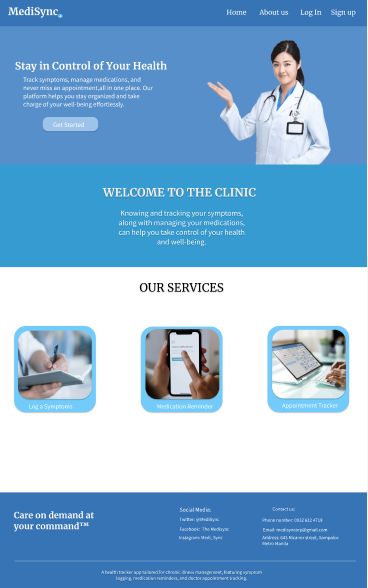 MediSync
Home About us Log In Sign up
Stay in Control of Your Health
Track symptoms, manage medications, and
never miss an appointment,all in one place. Our
platform helps you stay organized and take
charge of your well-being effortlessly.
Get Started
WELCOME TO THE CLINIC
Knowing and tracking your symptoms,
along with managing your medications,
can help you take control of your health
and well-being.
OUR SERVICES
Log a Symptoms
Medication Reminder
Appointment Tracker
Care on demand at
your command™
Social Media:
Twitter: @MediSync
Facebook: The Medisync
Instagram: Medi_Sync
Contact us:
Phone number: 0932 812 4718
Email: medisynccorp@gmail.com
Address: 541 Nicanor street, Sampaloc
Metro Manila
A health tracker app tailored for chronic illness management, featuring symptom
logging, medication reminders, and doctor appointment tracking.